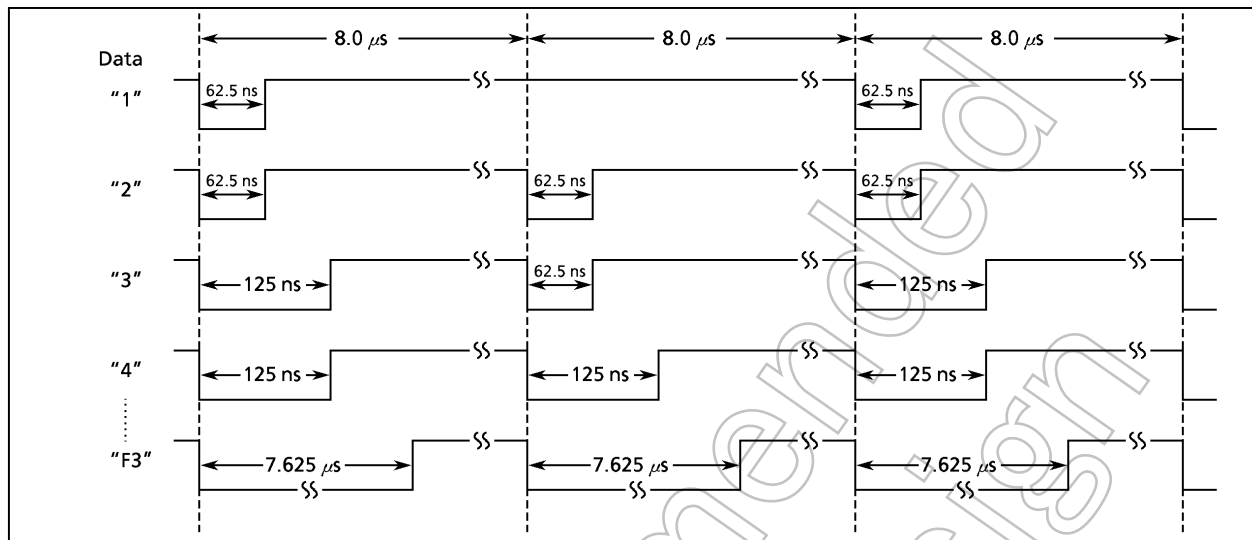 8.0 μs 8.0 μs 8.0 μs
Data
"1" 62.5 ns 62.5 ns
"2" 62.5 ns 62.5 ns 62.5 ns
"3" 125 ns 62.5 ns 125 ns
"4" 125 ns 125 ns 125 ns
"F3" 7.625 μs 7.625 μs 7.625 μs